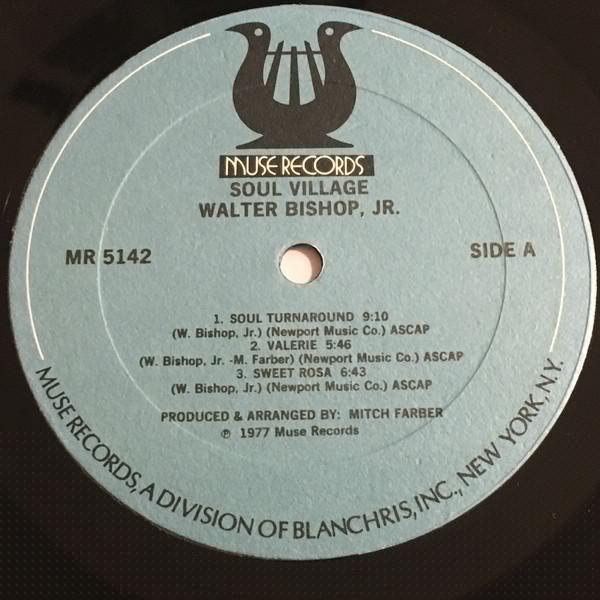 MUSE RECORDS
SOUL VILLAGE
WALTER BISHOP, JR.
MR 5142
SIDE A
1. SOUL TURNAROUND 9:10
(W. Bishop, Jr.) (Newport Music Co.) ASCAP
2. VALERIE 5:46
(W. Bishop, Jr. -M. Farber) (Newport Music Co.) ASCAP
3. SWEET ROSA 6:43
(W. Bishop, Jr.) (Newport Music Co.) ASCAP
PRODUCED & ARRANGED BY: MITCH FARBER
℗ 1977 Muse Records
MUSE RECORDS, A DIVISION OF BLANCHRIS, INC., NEW YORK, N.Y.